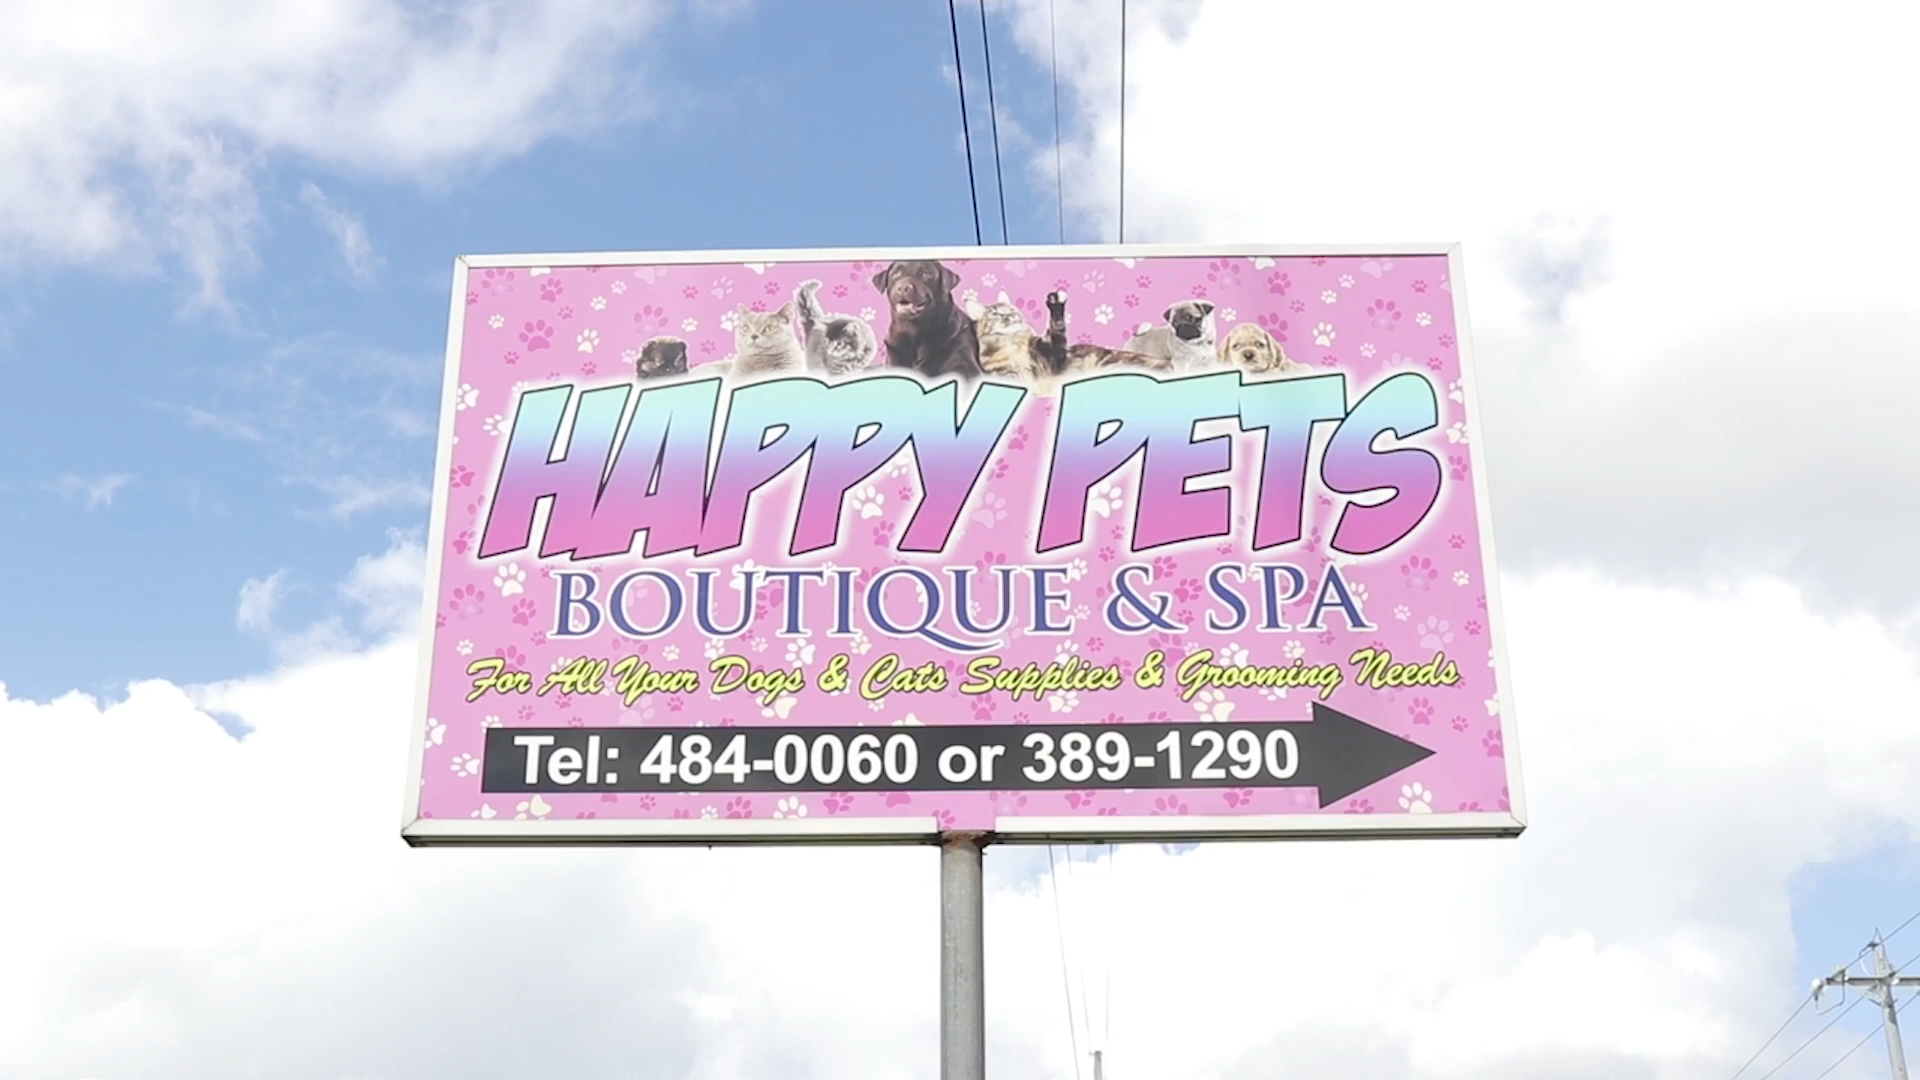 HAPPY PETS
BOUTIQUE & SPA
For All Your Dogs & Cats Supplies & Grooming Needs
Tel: 484-0060 or 389-1290